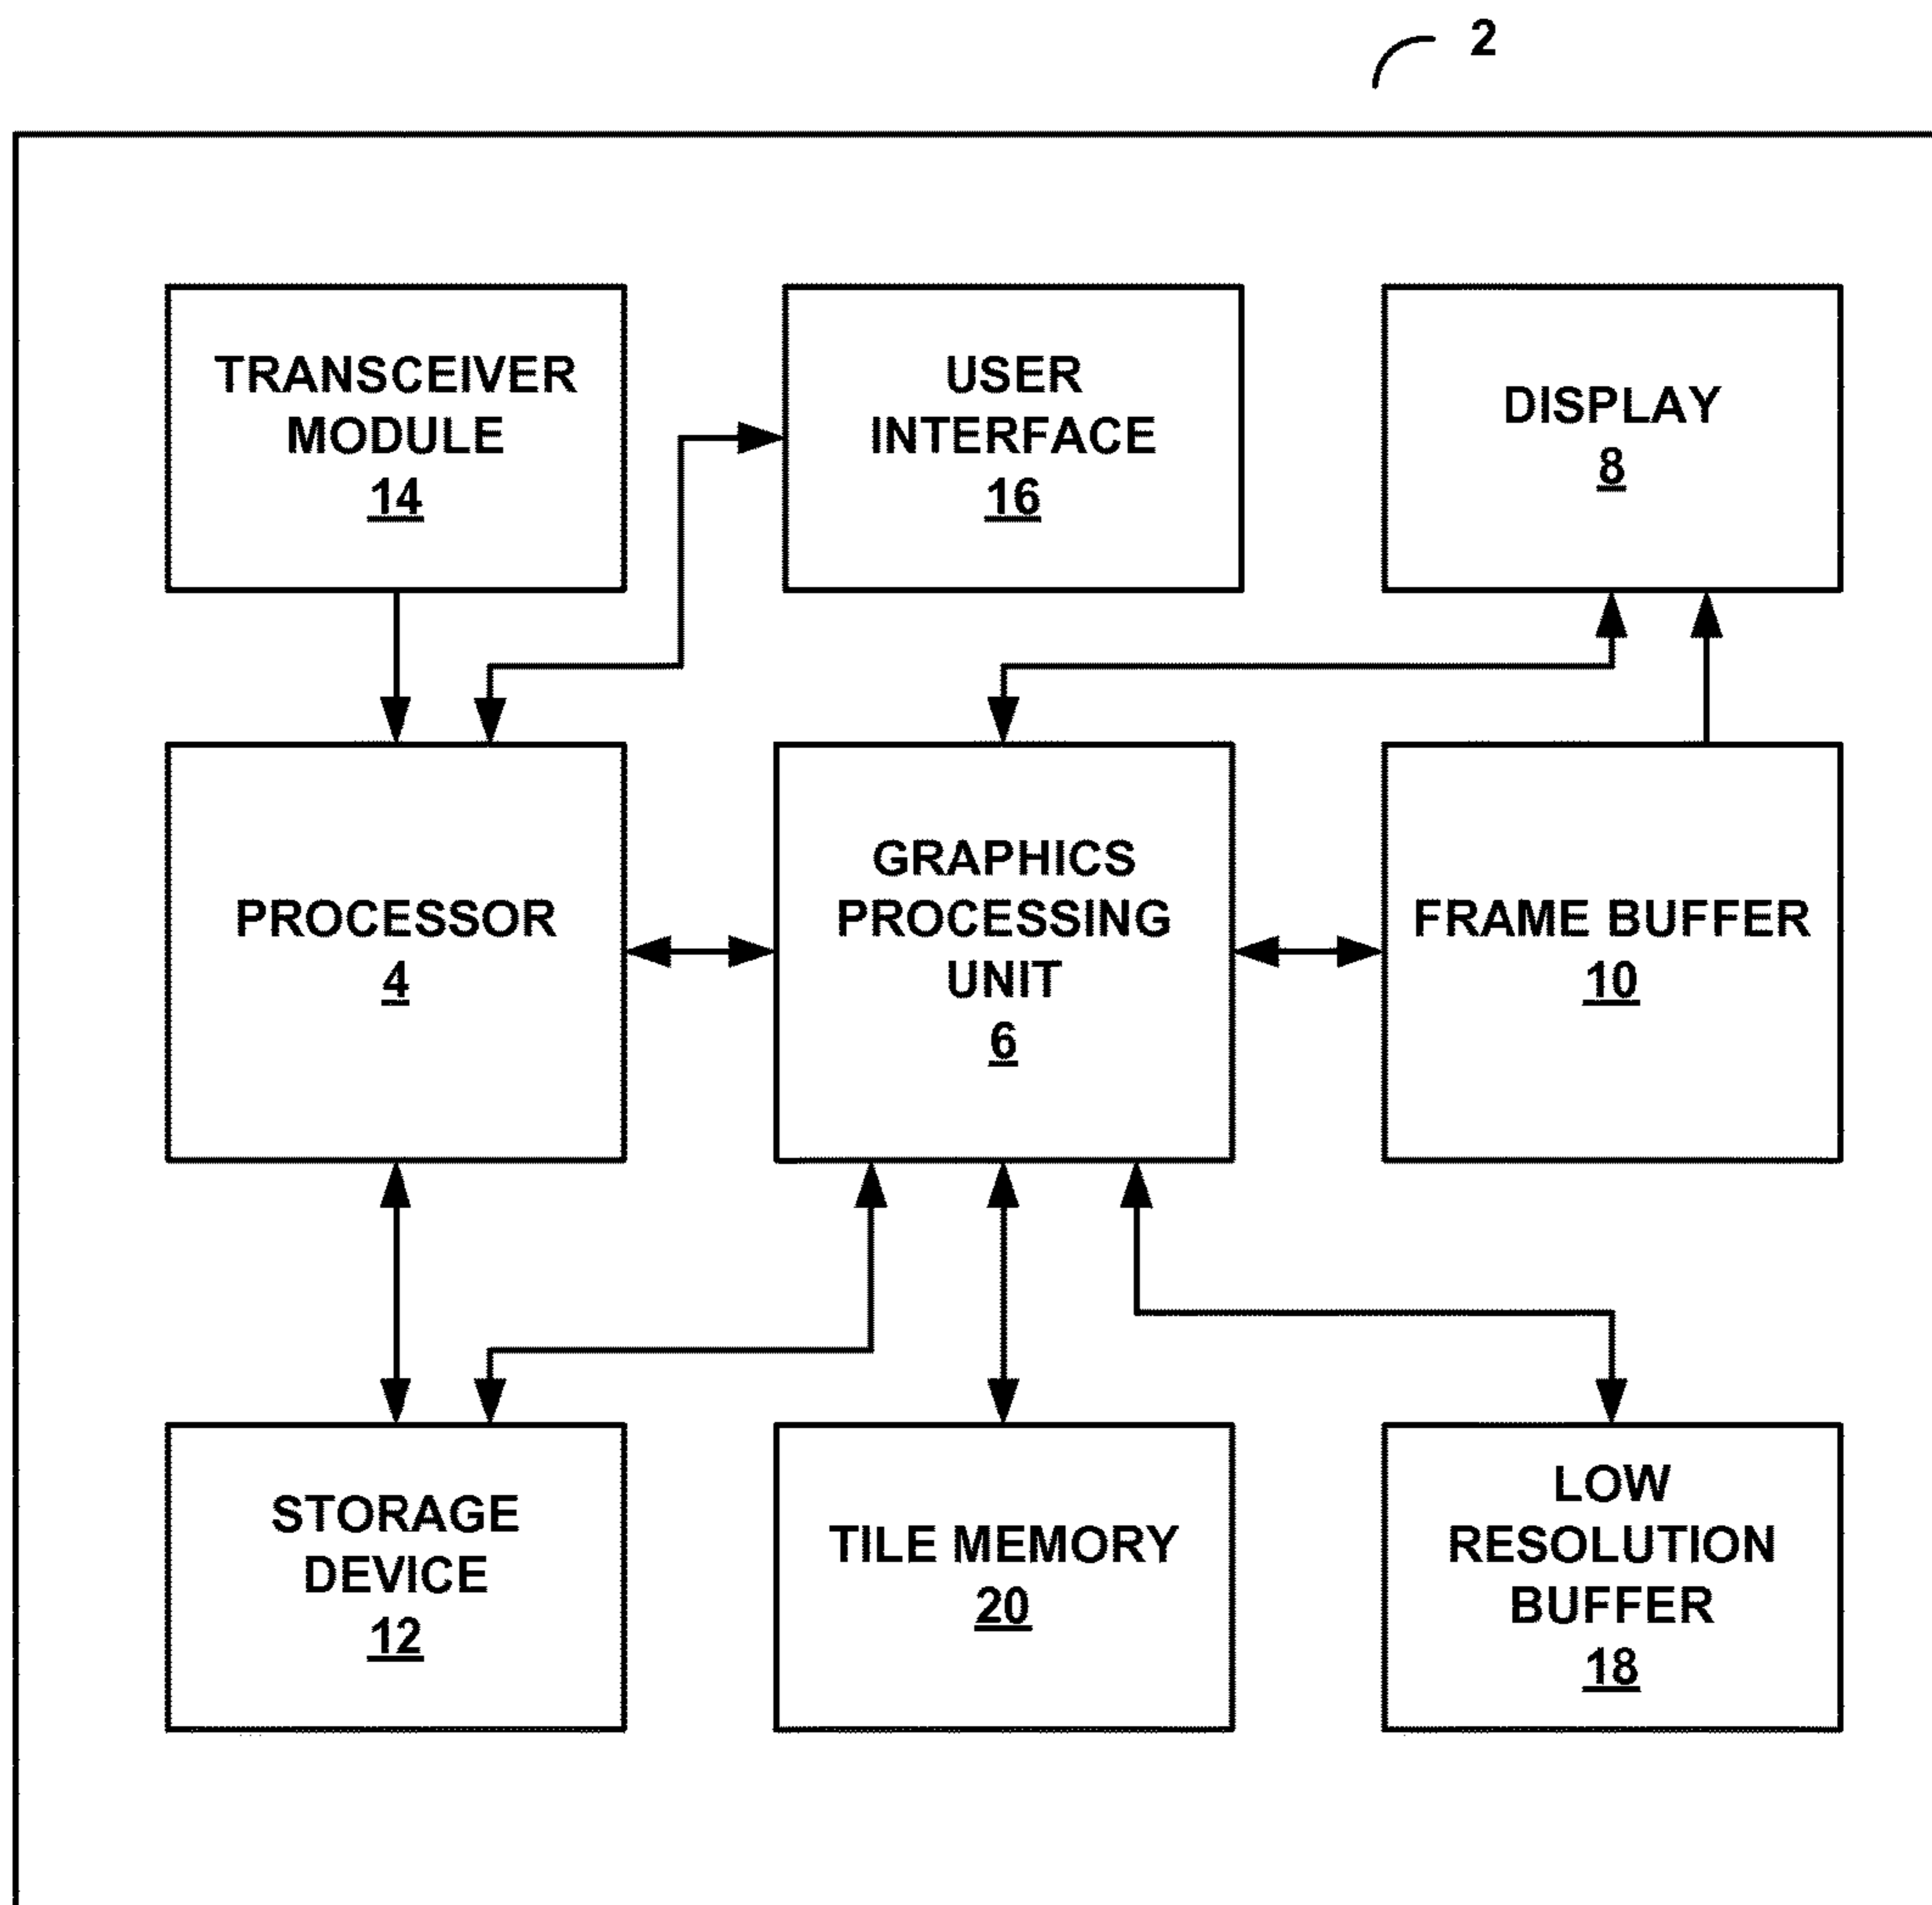 2
TRANSCEIVER
MODULE
14
USER
INTERFACE
16
DISPLAY
8
PROCESSOR
4
GRAPHICS
PROCESSING
UNIT
6
FRAME BUFFER
10
STORAGE
DEVICE
12
TILE MEMORY
20
LOW
RESOLUTION
BUFFER
18